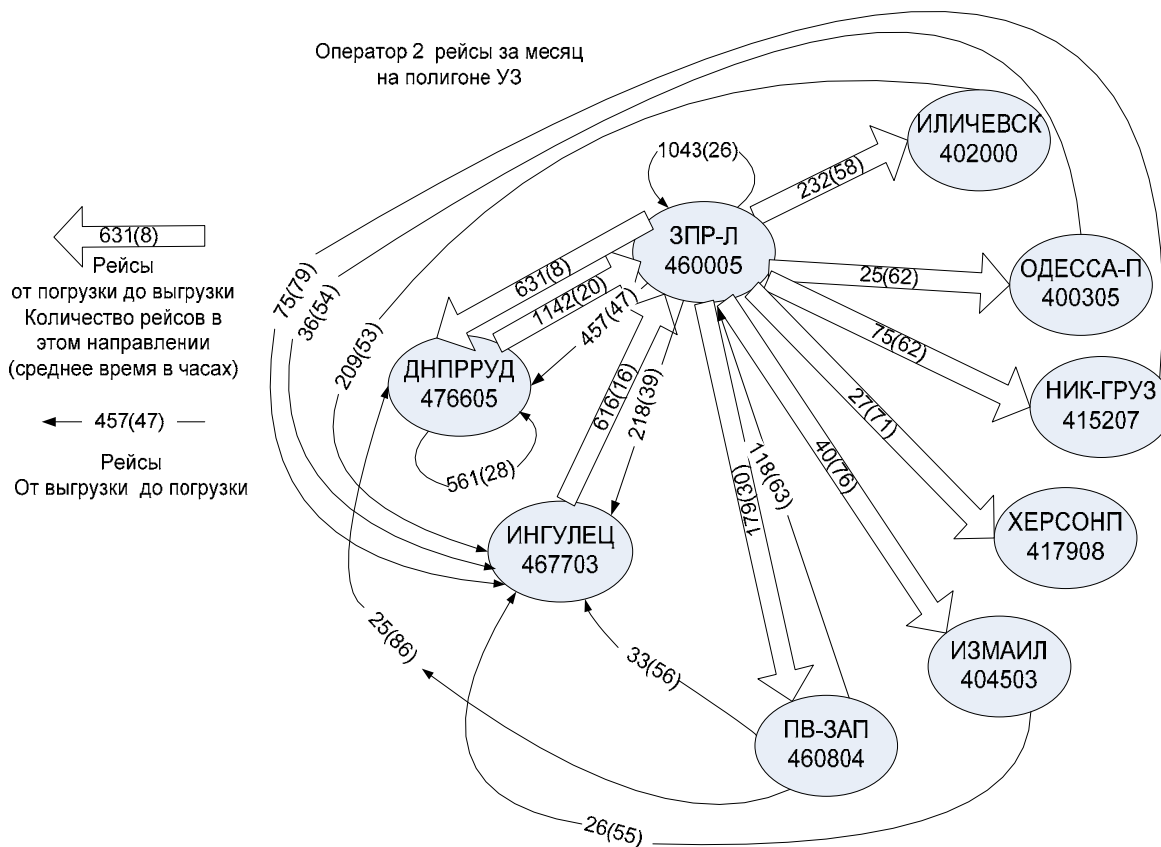 Оператор 2 рейсы за месяц
на полигоне УЗ
631(8)
Рейсы
от погрузки до выгрузки
Количество рейсов в
этом направлении
(среднее время в часах)
457(47)
Рейсы
От выгрузки до погрузки
1043(26)
232(58)
ИЛИЧЕВСК
402000
ЗПР-Л
460005
25(62)
ОДЕССА-П
400305
75(62)
НИК-ГРУЗ
415207
27(71)
ХЕРСОНП
417908
40(76)
ИЗМАИЛ
404503
631(8)
1142(20)
457(47)
ДНПРРУД
476605
561(28)
75(79)
36(54)
209(53)
616(16)
218(39)
179(30)
118(63)
ИНГУЛЕЦ
467703
25(86)
33(56)
ПВ-ЗАП
460804
26(55)